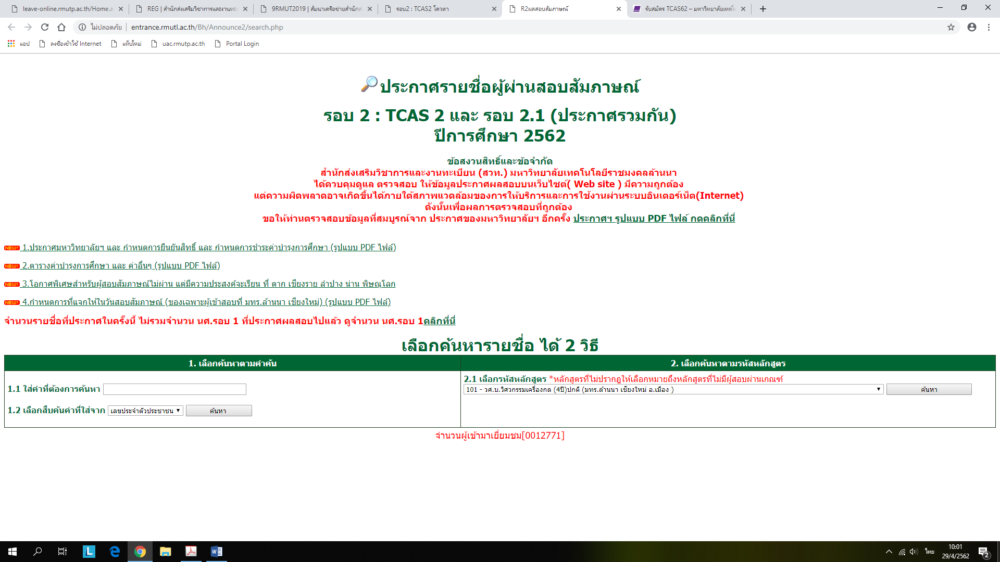 leave-online.rmutp.ac.th/Home.a
REG | สำนักส่งเสริมวิชาการและงานทะเ
9RMUT2019 | สัมนาเครือข่ายสำนักส
รอบ2 : TCAS2 โควตา
R2ผลสอบสัมภาษณ์
รับสมัคร TCAS62 – มหาวิทยาลัยเทคโน
ไม่ปลอดภัย
entrance.rmutl.ac.th/Bh/Announce2/search.php
แอป
ลงชื่อเข้าใช้ Internet
แท็บใหม่
uac.rmutp.ac.th
Portal Login
ประกาศรายชื่อผู้ผ่านสอบสัมภาษณ์
รอบ 2 : TCAS 2 และ รอบ 2.1 (ประกาศรวมกัน)
ปีการศึกษา 2562
ข้อสงวนสิทธิ์และข้อจำกัด
สำนักส่งเสริมวิชาการและงานทะเบียน (สวท.) มหาวิทยาลัยเทคโนโลยีราชมงคลล้านนา
ได้ควบคุมดูแล ตรวจสอบ ให้ข้อมูลประกาศผลสอบบนเว็บไซต์( Web site ) มีความถูกต้อง
แต่ความผิดพลาดอาจเกิดขึ้นได้ภายใต้สภาพแวดล้อมของการให้บริการและการใช้งานผ่านระบบอินเตอร์เน็ต(Internet)
ดังนั้นเพื่อผลการตรวจสอบที่ถูกต้อง
ขอให้ท่านตรวจสอบข้อมูลที่สมบูรณ์จาก ประกาศของมหาวิทยาลัยฯ อีกครั้ง ประกาศฯ รูปแบบ PDF ไฟล์ กดคลิกที่นี่
NEW! 1.ประกาศมหาวิทยาลัยฯ และ กำหนดการยืนยันสิทธิ์ และ กำหนดการชำระค่าบำรุงการศึกษา (รูปแบบ PDF ไฟล์)
NEW! 2.ตารางค่าบำรุงการศึกษา และ ค่าอื่นๆ (รูปแบบ PDF ไฟล์)
NEW! 3.โอกาศพิเศษสำหรับผู้สอบสัมภาษณ์ไม่ผ่าน แต่มีความประสงค์จะเรียน ที่ ตาก เชียงราย ลำปาง น่าน พิษณุโลก
NEW! 4.กำหนดการที่แจกให้ในวันสอบสัมภาษณ์ (ของเฉพาะผู้เข้าสอบที่ มทร.ล้านนา เชียงใหม่) (รูปแบบ PDF ไฟล์)
จำนวนรายชื่อที่ประกาศในครั้งนี้ ไม่รวมจำนวน นศ.รอบ 1 ที่ประกาศผลสอบไปแล้ว ดูจำนวน นศ.รอบ 1คลิกที่นี่
เลือกค้นหารายชื่อ ได้ 2 วิธี
1. เลือกค้นหาตามคำค้น
1.1 ใส่คำที่ต้องการค้นหา
1.2 เลือกสืบค้นคำที่ใส่จาก เลขประจำตัวประชาชน ค้นหา
2. เลือกค้นหาตามรหัสหลักสูตร
2.1 เลือกรหัสหลักสูตร *หลักสูตรที่ไม่ปรากฏให้เลือกหมายถึงหลักสูตรที่ไม่มีผู้สอบผ่านเกณฑ์
101 - วศ.บ.วิศวกรรมเครื่องกล (4ปี)ปกติ (มทร.ล้านนา เชียงใหม่ อ.เมือง ) ค้นหา
จำนวนผู้เข้ามาเยี่ยมชม[0012771]
ไทย
10:01
29/4/2562
2